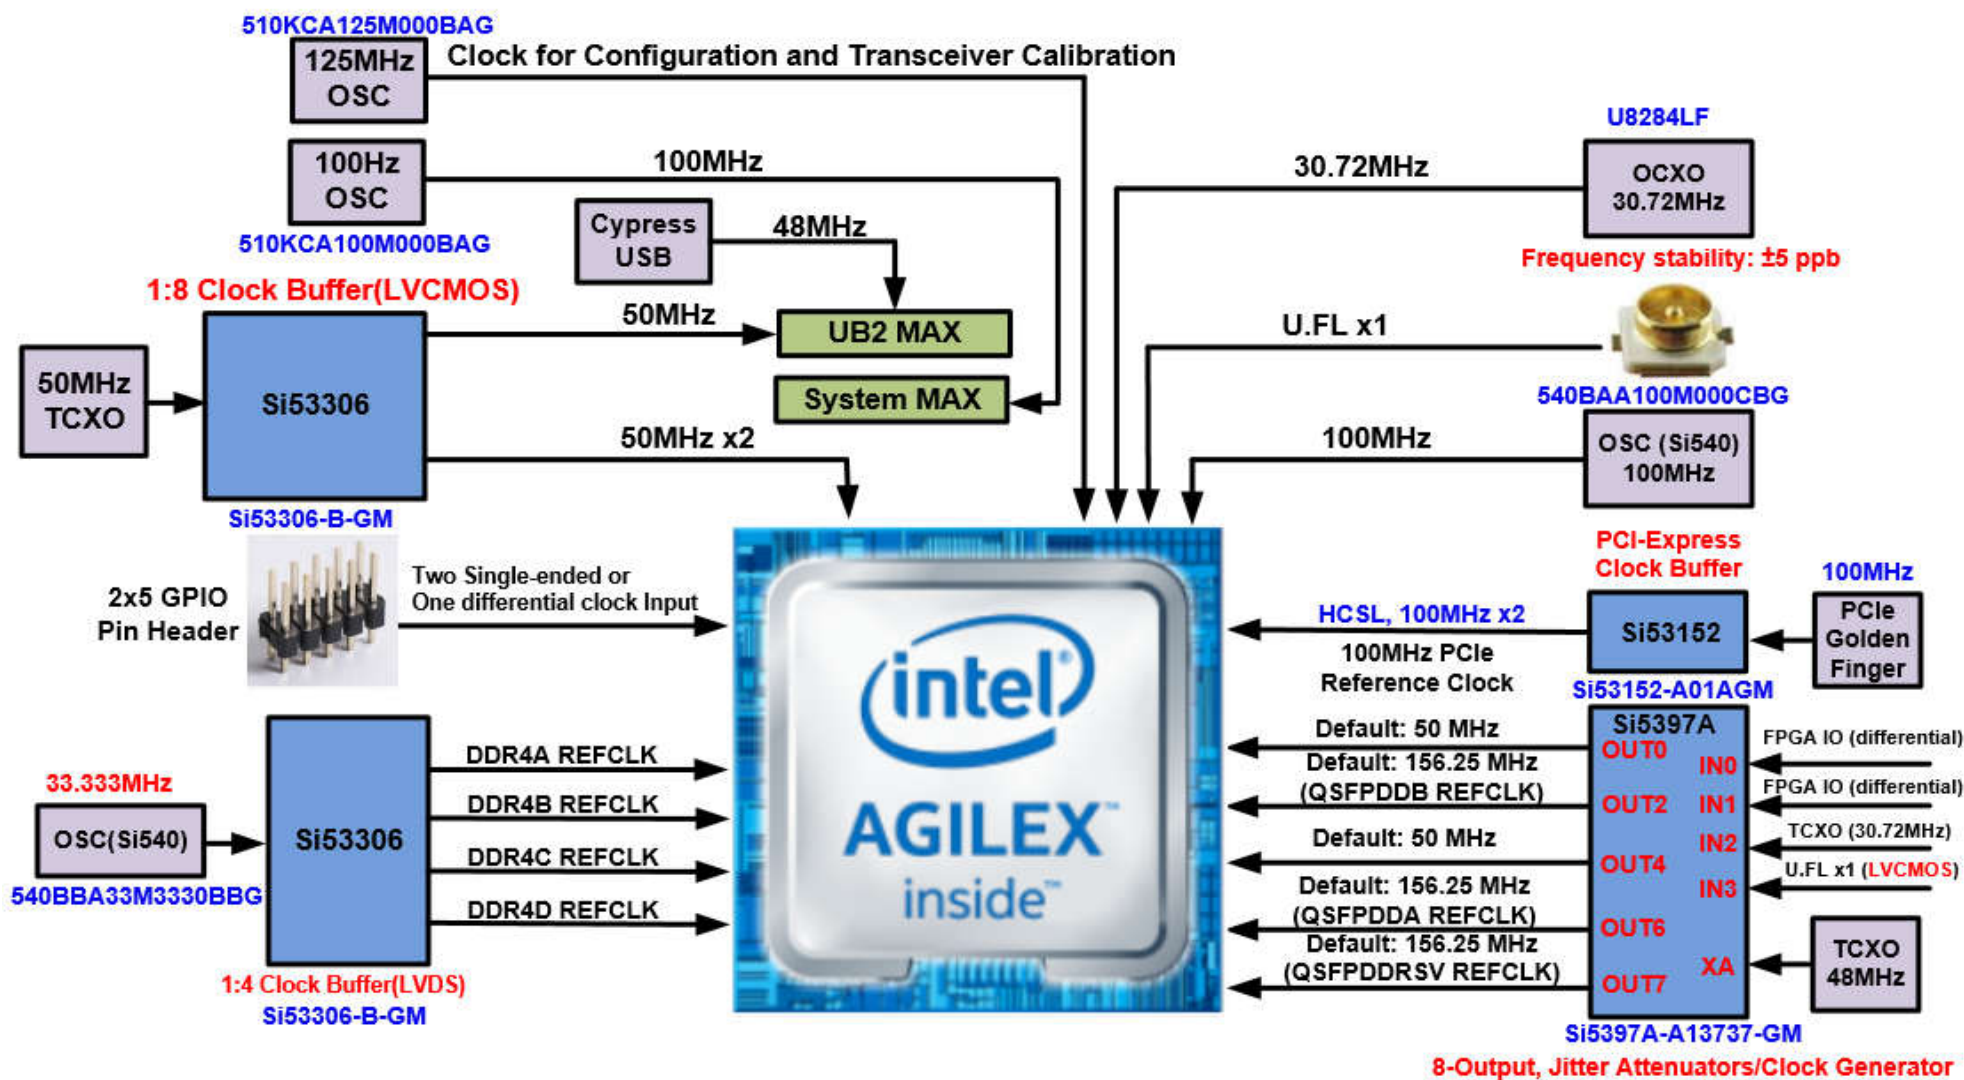 510KCA125M000BAG
125MHz
OSC
Clock for Configuration and Transceiver Calibration
100Hz
OSC
100MHz
510KCA100M000BAG
Cypress
USB
48MHz
1:8 Clock Buffer(LVCMOS)
50MHz
TCXO
Si53306
50MHz
UB2 MAX
System MAX
50MHz x2
Si53306-B-GM
2x5 GPIO
Pin Header
Two Single-ended or
One differential clock Input
33.333MHz
OSC(Si540)
540BBA33M3330BBG
Si53306
DDR4A REFCLK
DDR4B REFCLK
DDR4C REFCLK
DDR4D REFCLK
1:4 Clock Buffer(LVDS)
Si53306-B-GM
intel®
AGILEX™
inside™
U8284LF
OCXO
30.72MHz
30.72MHz
Frequency stability: ±5 ppb
U.FL x1
540BAA100M000CBG
OSC (Si540)
100MHz
100MHz
PCI-Express
Clock Buffer
100MHz
PCIe
Golden
Finger
Si53152
HCSL, 100MHz x2
100MHz PCIe
Reference Clock
Si53152-A01AGM
Si5397A
Default: 50 MHz
OUT0
Default: 156.25 MHz
(QSFPDDB REFCLK)
OUT2
Default: 50 MHz
OUT4
Default: 156.25 MHz
(QSFPDDA REFCLK)
OUT6
Default: 156.25 MHz
(QSFPDDRSV REFCLK)
OUT7
FPGA IO (differential)
IN0
FPGA IO (differential)
IN1
TCXO (30.72MHz)
IN2
U.FL x1 (LVCMOS)
IN3
XA
TCXO
48MHz
Si5397A-A13737-GM
8-Output, Jitter Attenuators/Clock Generator